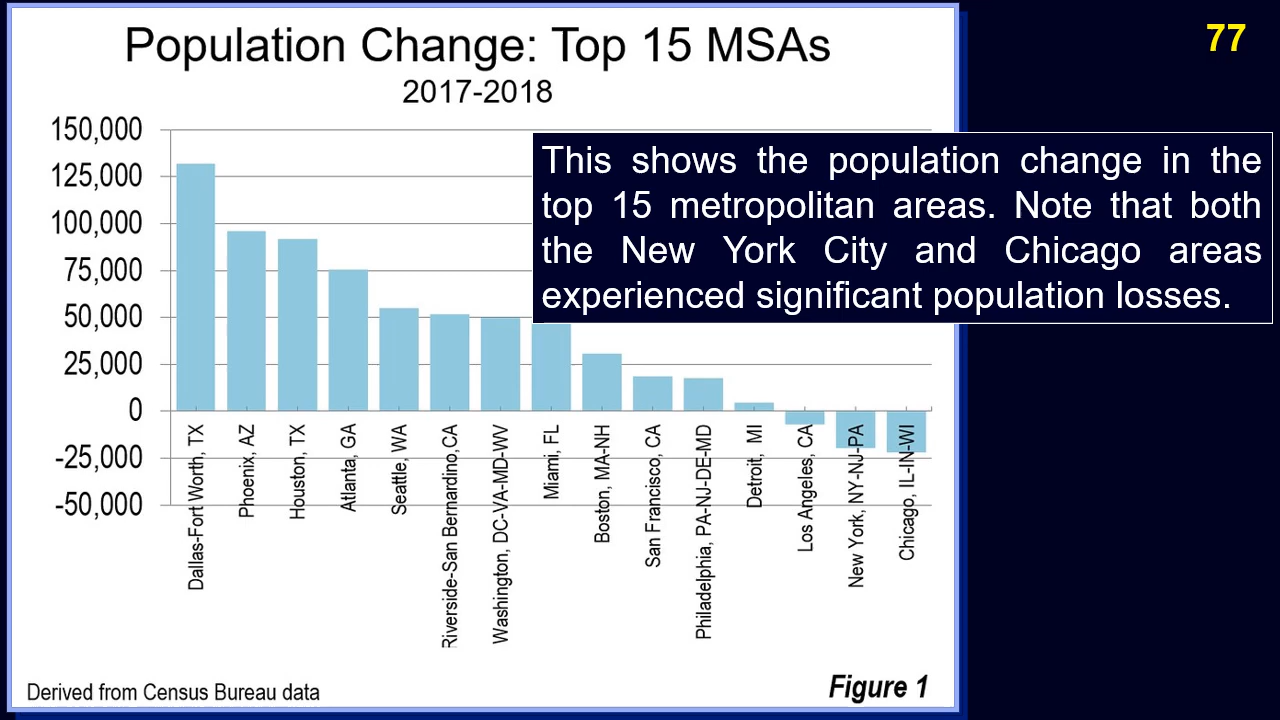 Population Change: Top 15 MSAs
2017-2018
77
150,000
125,000
100,000
75,000
50,000
25,000
0
-25,000
-50,000
This shows the population change in the
top 15 metropolitan areas. Note that both
the New York City and Chicago areas
experienced significant population losses.
Dallas-Fort Worth, TX
Phoenix, AZ
Houston, TX
Atlanta, GA
Seattle, WA
Riverside-San Bernardino,CA
Washington, DC-VA-MD-WV
Miami, FL
Boston, MA-NH
San Francisco, CA
Philadelphia, PA-NJ-DE-MD
Detroit, MI
Los Angeles, CA
New York, NY-NJ-PA
Chicago, IL-IN-WI
Derived from Census Bureau data
Figure 1